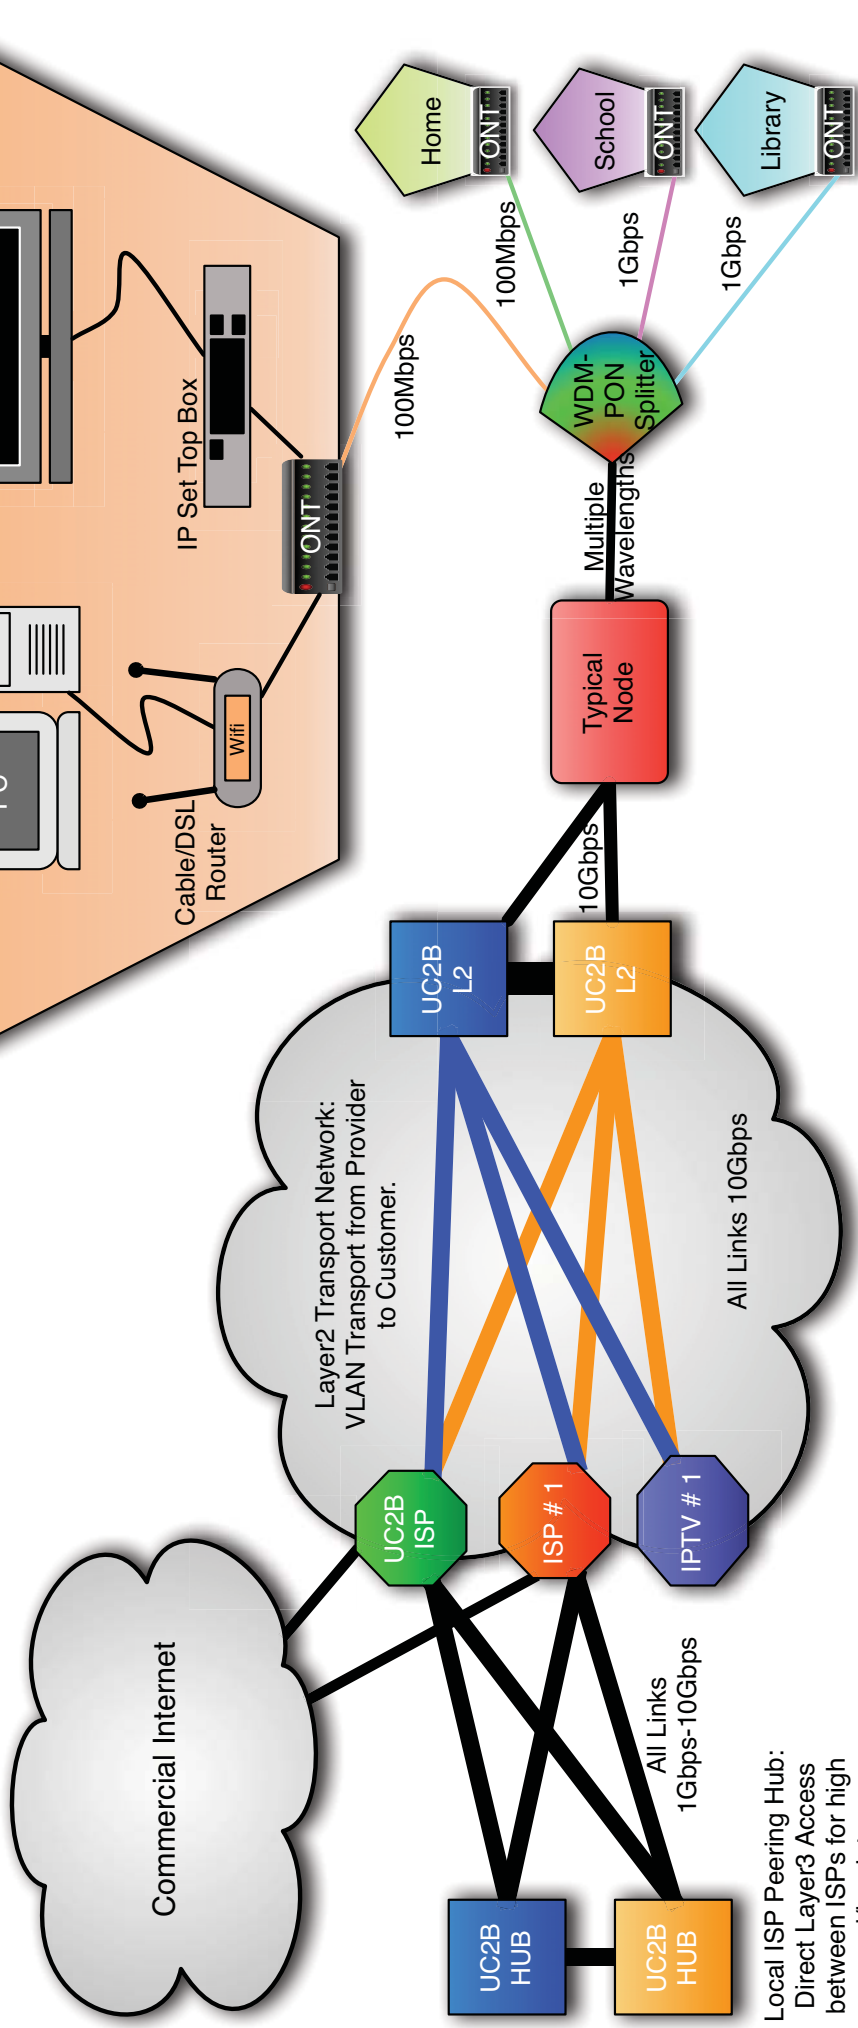 Commercial Internet
UC2B
HUB
UC2B
HUB
Local ISP Peering Hub:
Direct Layer3 Access
between ISPs for high
All Links
1Gbps-10Gbps
UC2B
ISP
ISP # 1
IPTV # 1
Layer2 Transport Network:
VLAN Transport from Provider
to Customer.
All Links 10Gbps
UC2B
L2
UC2B
L2
10Gbps
Typical
Node
Multiple
Wavelengths
WDM-
PON
Splitter
100Mbps
100Mbps
1Gbps
1Gbps
Home
ONT
School
ONT
Library
ONT
Cable/DSL
Router
Wifi
IP Set Top Box
ONT